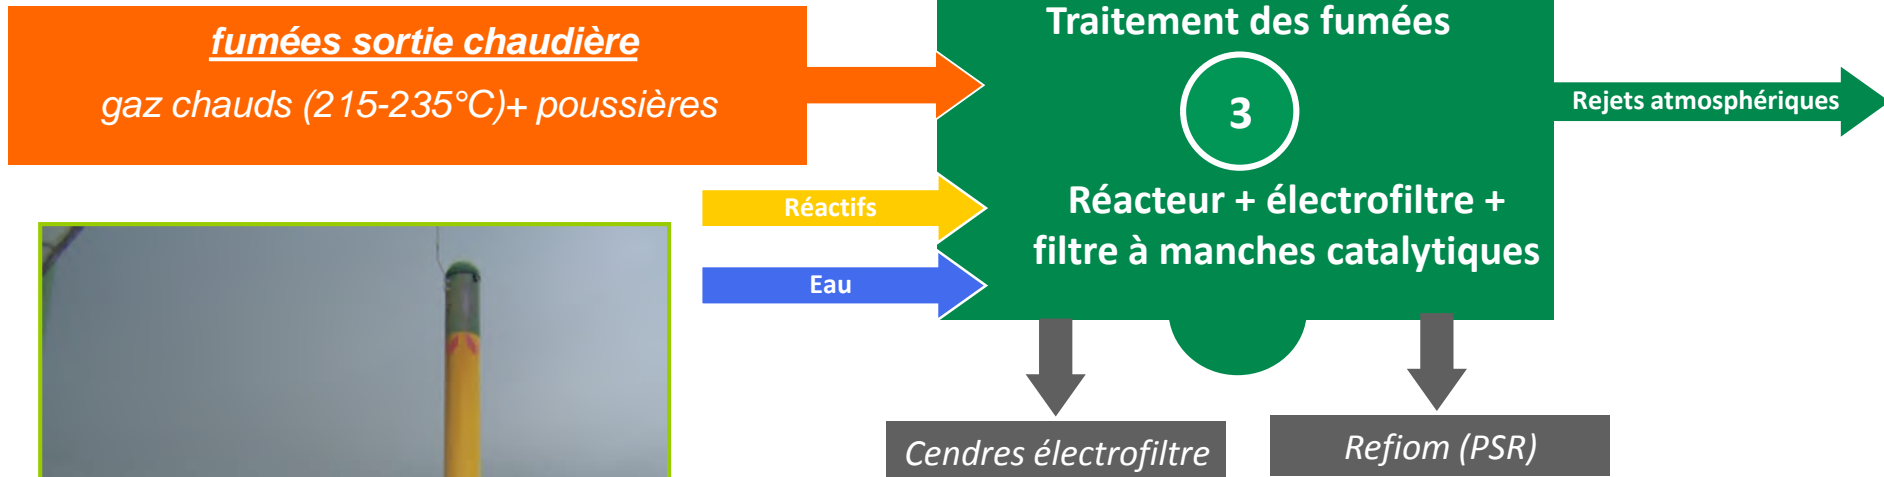 fumées sortie chaudière
gaz chauds (215-235°C)+ poussières
Traitement des fumées
3
Réacteur + électrofiltre +
filtre à manches catalytiques
Rejets atmosphériques
Réactifs
Eau
Cendres électrofiltre
Refiom (PSR)